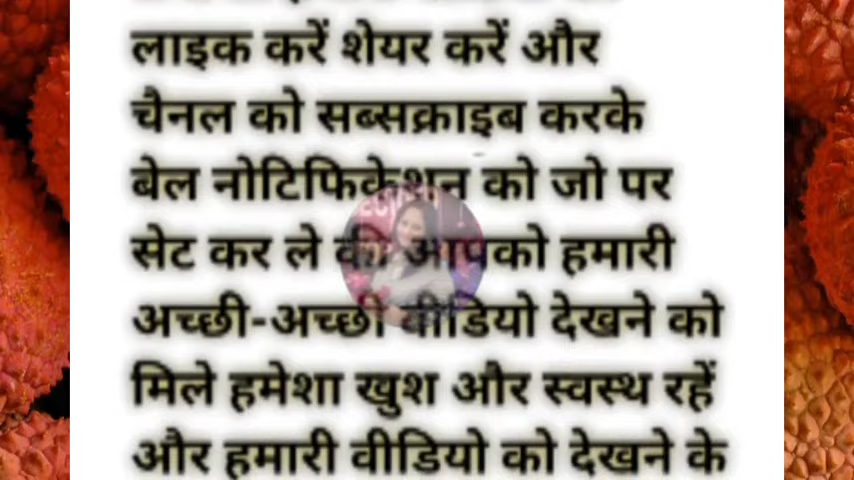 लाइक करें शेयर करें और
चैनल को सब्सक्राइब करके
बेल नोटिफिकेशन को जो पर
सेट कर ले की आपको हमारी
अच्छी-अच्छी वीडियो देखने को
मिले हमेशा खुश और स्वस्थ रहें
और हमारी वीडियो को देखने के